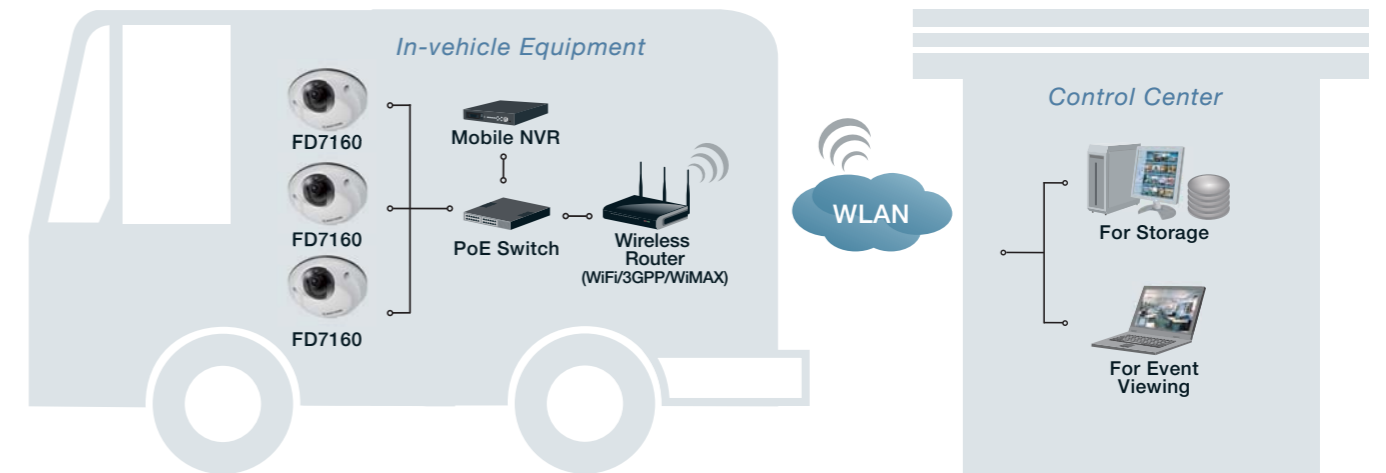 In-vehicle Equipment
FD7160
FD7160
FD7160
Mobile NVR
PoE Switch
Wireless
Router
(WiFi/3GPP/WiMAX)
WLAN
Control Center
For Storage
For Event
Viewing